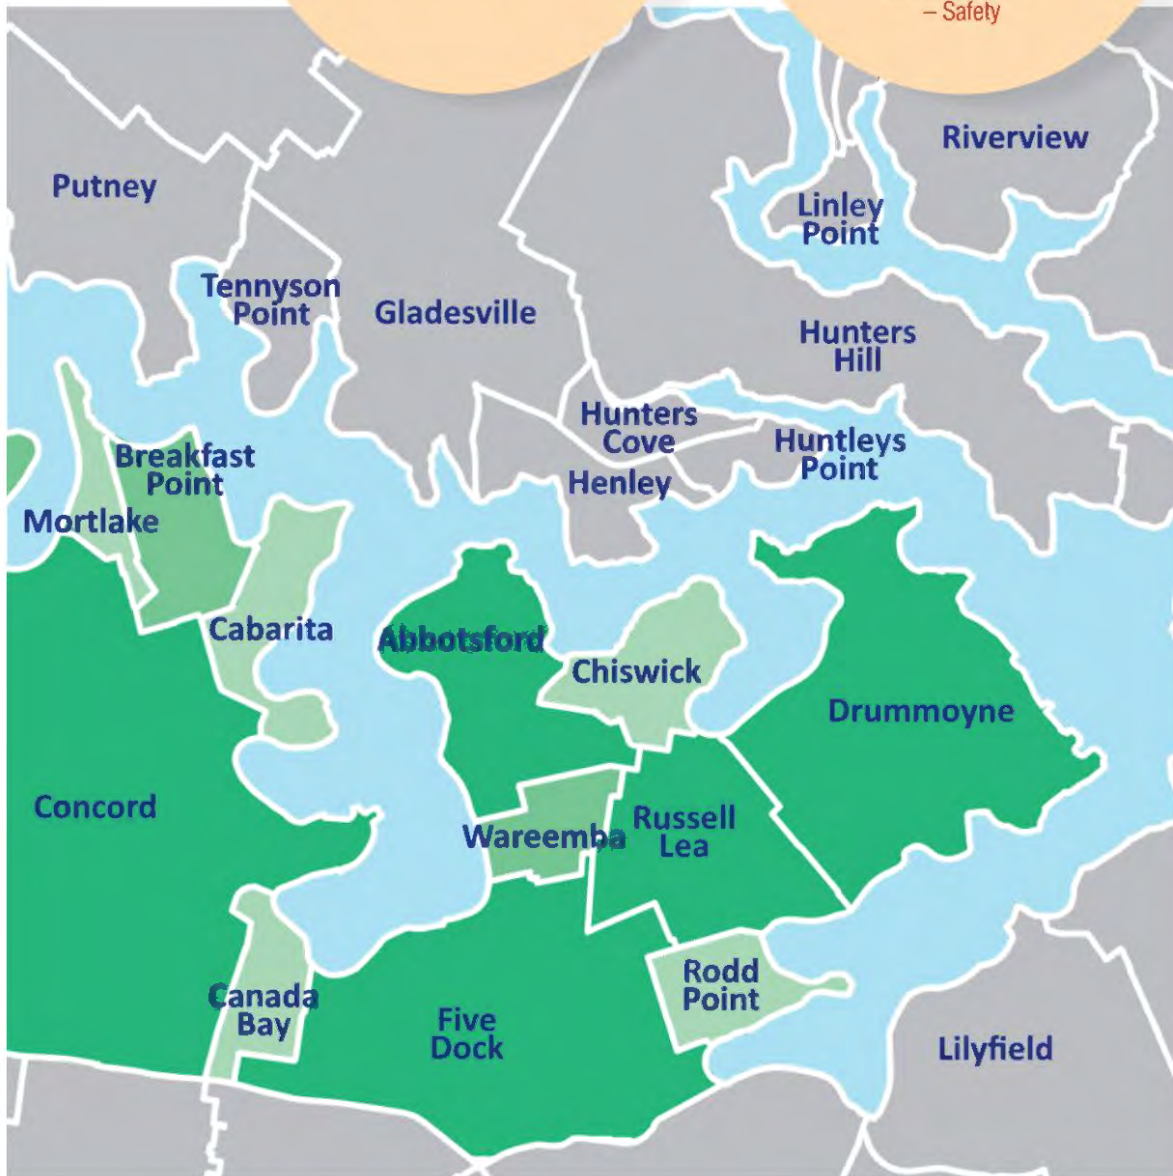 – Safety
Riverview
Putney
Linley
Point
Tennyson
Point
Gladesville
Hunters
Hill
Hunters
Cove
Huntleys
Point
Breakfast
Point
Henley
Mortlake
Cabarita
Abbotsford
Chiswick
Drummoyne
Concord
Wareemba
Russell
Lea
Rodd
Point
Canada
Bay
Five
Dock
Lilyfield